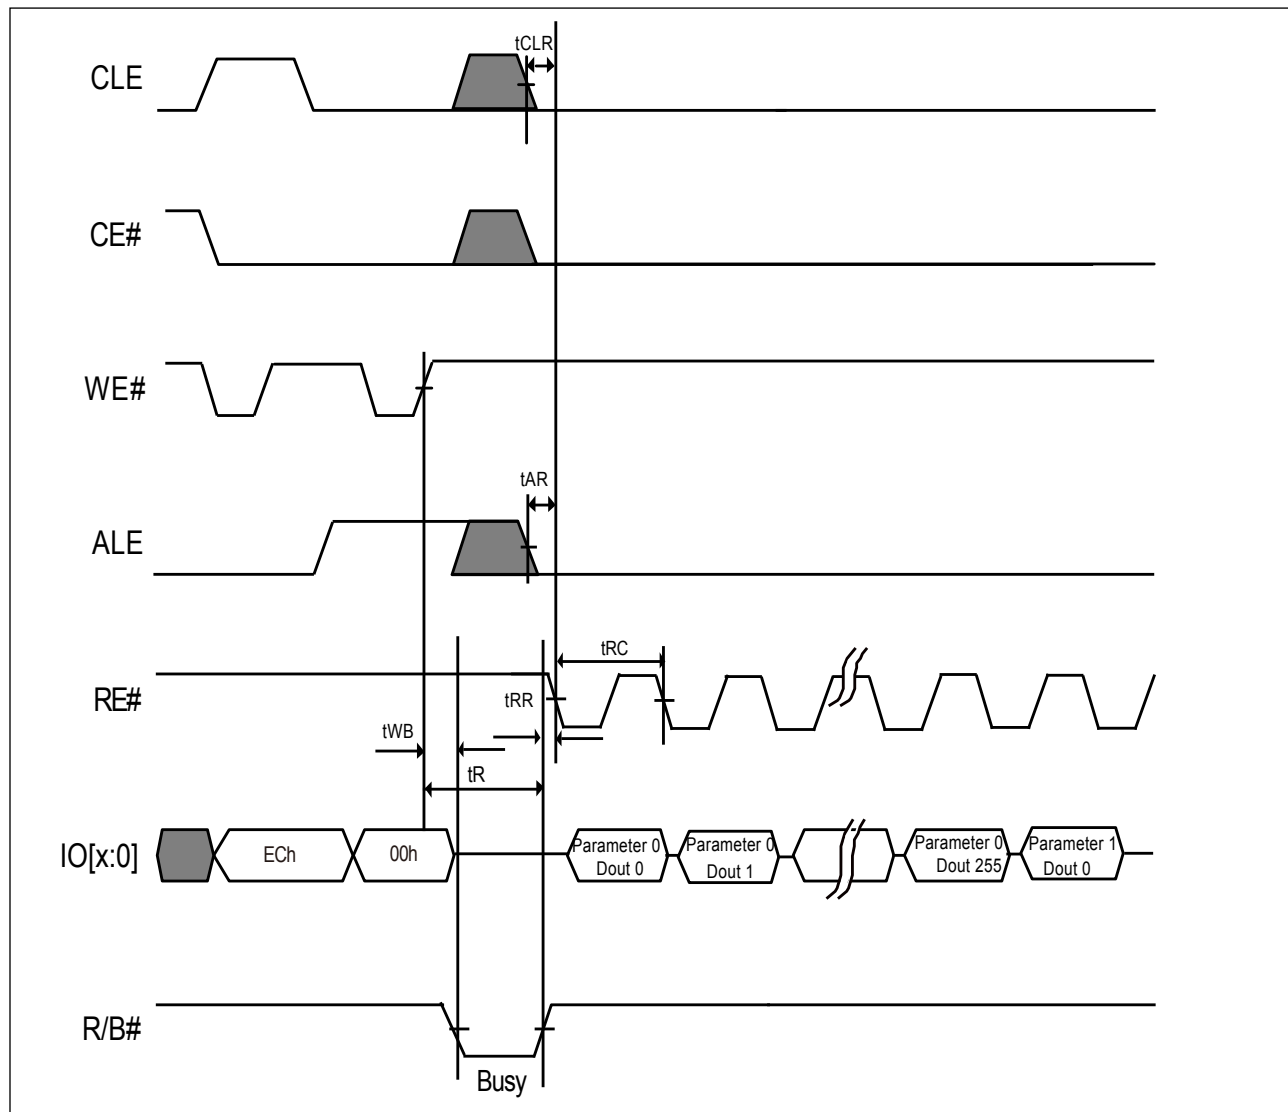 tCLR
CLE
CE#
WE#
tAR
ALE
tRC
RE#
tRR
tWB
tR
IO[x:0]
ECh
00h
Parameter 0
Dout 0
Parameter 0
Dout 1
Parameter 0
Dout 255
Parameter 1
Dout 0
R/B#
Busy